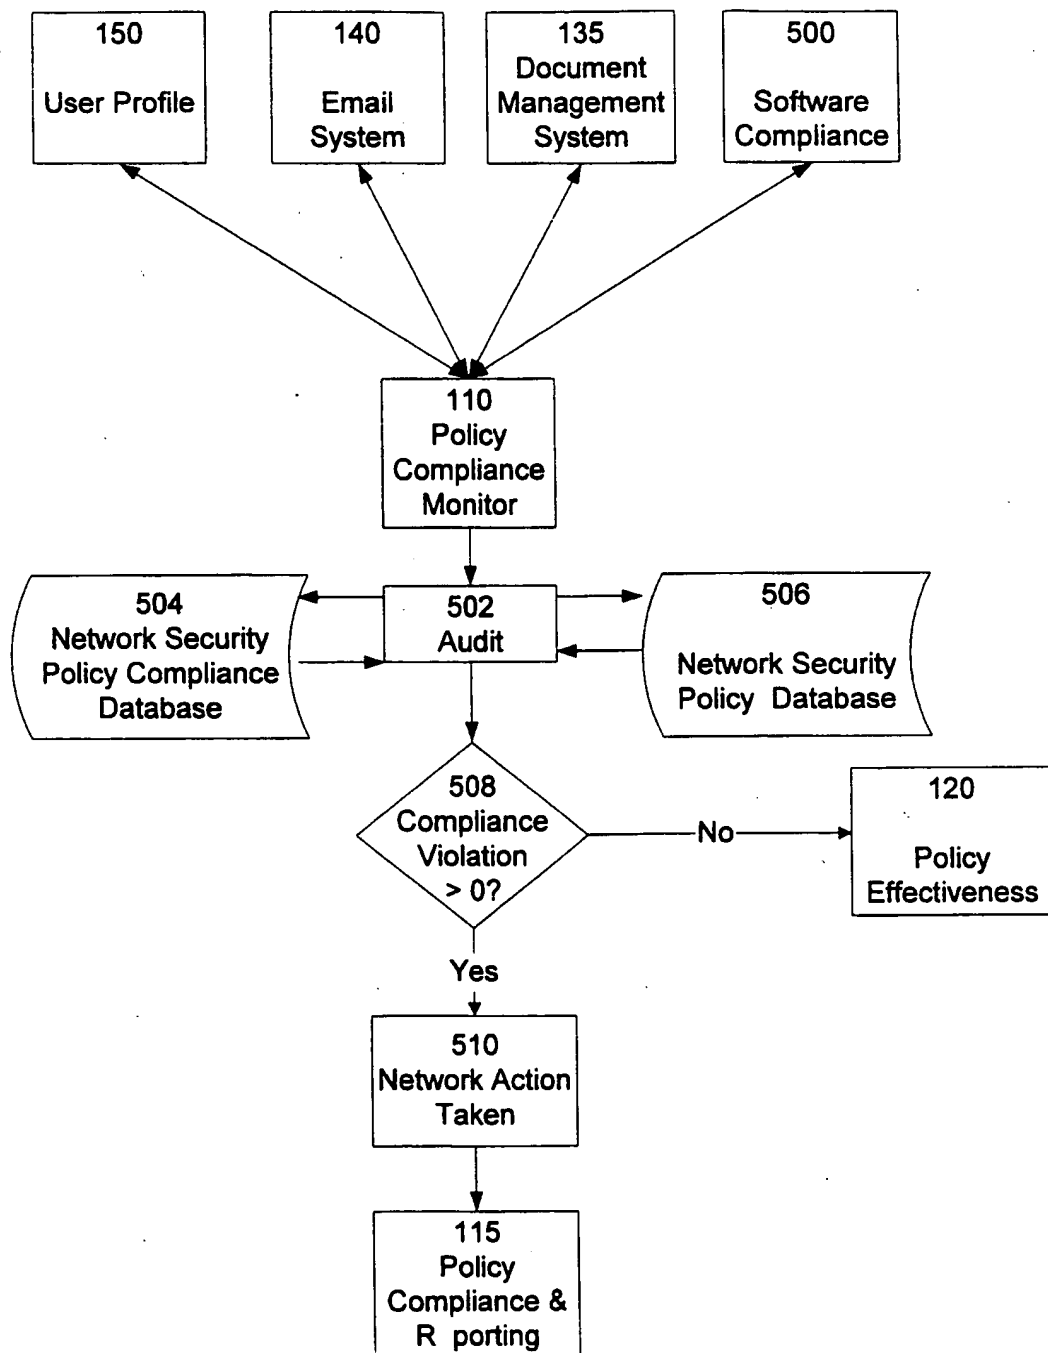 150
User Profile
140
Email
System
135
Document
Management
System
500
Software
Compliance
110
Policy
Compliance
Monitor
504
Network Security
Policy Compliance
Database
502
Audit
506
Network Security
Policy Database
508
Compliance
Violation
> 0?
No
120
Policy
Effectiveness
Yes
510
Network Action
Taken
115
Policy
Compliance &
R porting